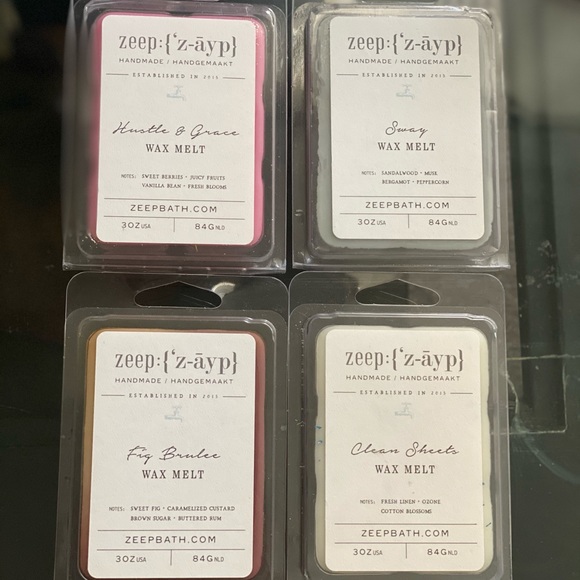 zeep:{'z-āyp}
HANDMADE / HANDGEMAAKT
ESTABLISHED IN 2015
Hustle & Grace
WAX MELT
NOTES: SWEET BERRIES • JUICY FRUITS
VANILLA BEAN • FRESH BLOOMS
ZEEPBATH.COM
3OZ USA | 84G NLD
zeep:{'z-āyp}
HANDMADE / HANDGEMAAKT
ESTABLISHED IN 2015
Sway
WAX MELT
NOTES: SANDALWOOD • MUSK
BERGAMOT • PEPPERCORN
ZEEPBATH.COM
3OZ USA | 84G NLD
zeep:{'z-āyp}
HANDMADE / HANDGEMAAKT
ESTABLISHED IN 2015
Fig Brulee
WAX MELT
NOTES: SWEET FIG • CARAMELIZED CUSTARD
BROWN SUGAR • BUTTERED RUM
ZEEPBATH.COM
3OZ USA | 84G NLD
zeep:{'z-āyp}
HANDMADE / HANDGEMAAKT
ESTABLISHED IN 2015
Clean Sheets
WAX MELT
NOTES: FRESH LINEN • OZONE
COTTON BLOSSOMS
ZEEPBATH.COM
3OZ USA | 84G NLD